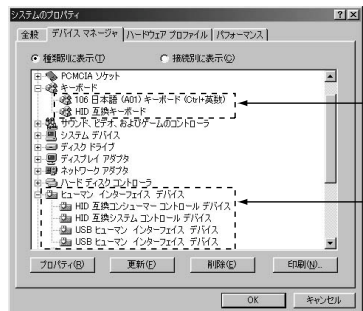 システムのプロパティ
全般 デバイス マネージャ ハードウェア プロファイル パフォーマンス
種類別に表示(T) 接続別に表示(C)
PCMCIA ソケット
キーボード
106 日本語 (A01) キーボード (Ctrl+英数)
HID 互換キーボード
サウンド、ビデオ、およびゲームのコントローラ
システム デバイス
ディスク ドライブ
ディスプレイ アダプタ
ネットワーク アダプタ
ハード ディスク コントローラ
ヒューマン インターフェイス デバイス
HID 互換コンシューマー コントロール デバイス
HID 互換システム コントロール デバイス
USB ヒューマン インターフェイス デバイス
USB ヒューマン インターフェイス デバイス
プロパティ(R) 更新(F) 削除(E) 印刷(N)...
OK キャンセル